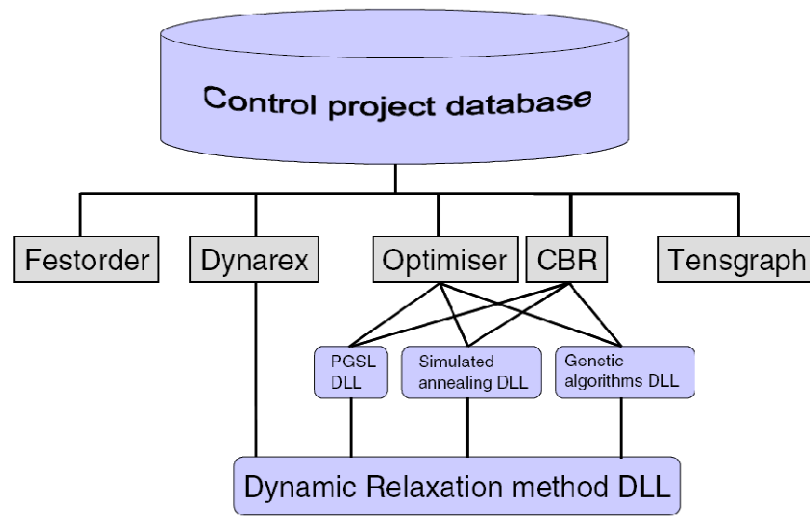 Control project database
Festorder
Dynarex
Optimiser
CBR
Tensgraph
PGSL
DLL
Simulated
annealing DLL
Genetic
algorithms DLL
Dynamic Relaxation method DLL